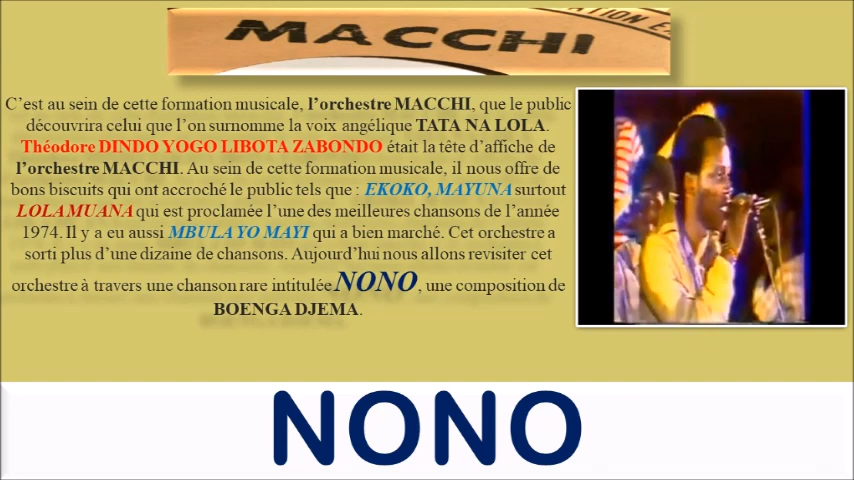 MACCHI
C'est au sein de cette formation musicale, l'orchestre MACCHI, que le public
découvrira celui que l'on surnomme la voix angélique TATA NA LOLA.
Théodore DINDO YOGO LIBOTA ZABONDO était la tête d'affiche de
l'orchestre MACCHI. Au sein de cette formation musicale, il nous offre de
bons biscuits qui ont accroché le public tels que : EKOKO, MAYUNA surtout
LOLA MUANA qui est proclamée l'une des meilleures chansons de l'année
1974. Il y a eu aussi MBULA YO MAYI qui a bien marché. Cet orchestre a
sorti plus d'une dizaine de chansons. Aujourd'hui nous allons revisiter cet
orchestre à travers une chanson rare intitulée NONO, une composition de
BOENGA DJEMA.
NONO